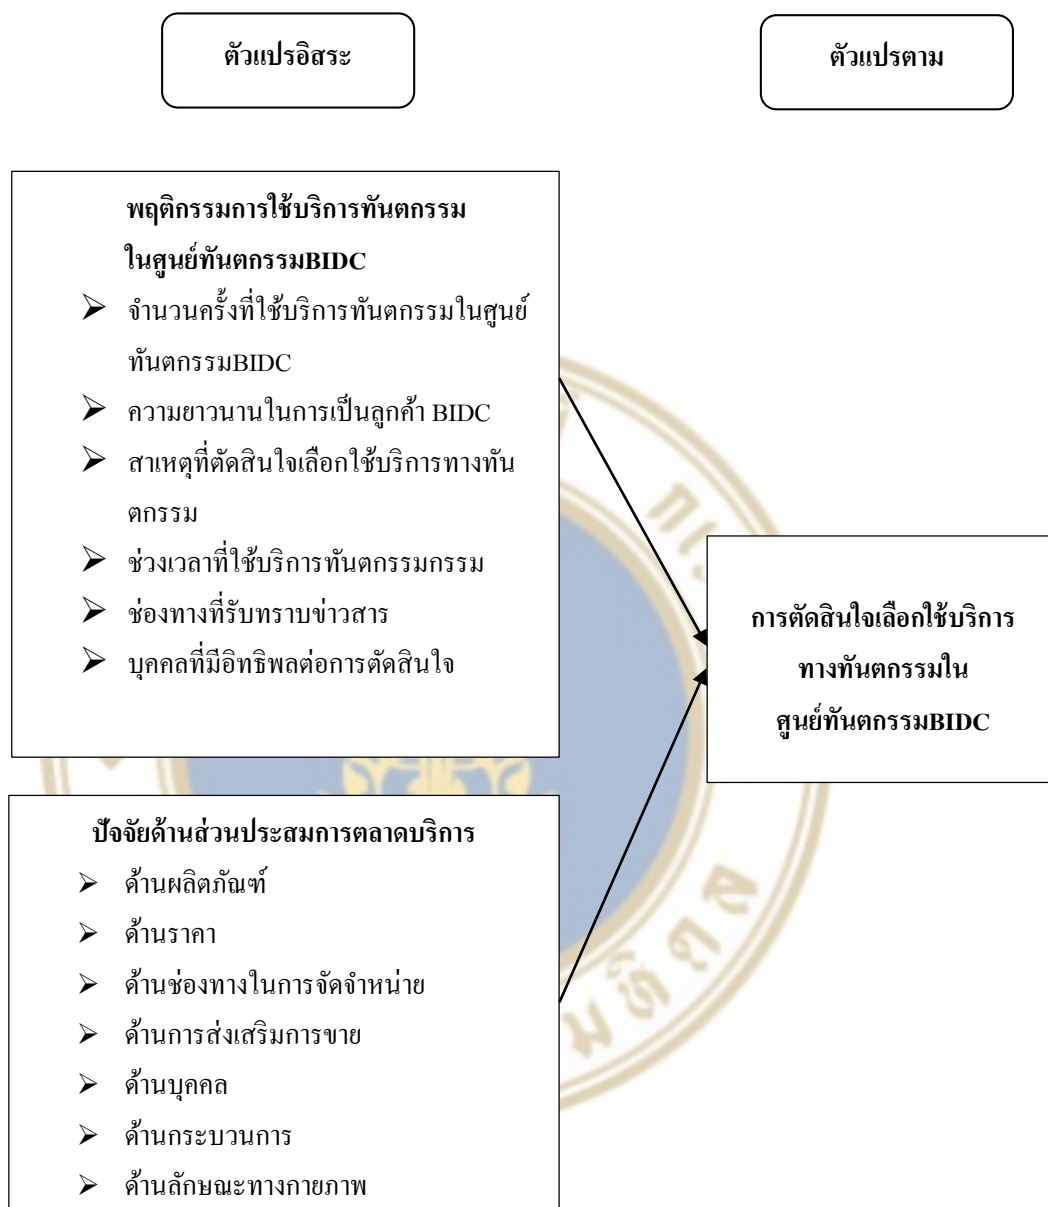 ตัวแปรอิสระ
ตัวแปรตาม
พฤติกรรมการใช้บริการทันตกรรม
ในศูนย์ทันตกรรมBIDC
➢ จำนวนครั้งที่ใช้บริการทันตกรรมในศูนย์
ทันตกรรมBIDC
➢ ความยาวนานในการเป็นลูกค้า BIDC
➢ สาเหตุที่ตัดสินใจเลือกใช้บริการทางทัน
ตกรรม
➢ ช่วงเวลาที่ใช้บริการทันตกรรมกรรม
➢ ช่องทางที่รับทราบข่าวสาร
➢ บุคคลที่มีอิทธิพลต่อการตัดสินใจ
การตัดสินใจเลือกใช้บริการ
ทางทันตกรรมใน
ศูนย์ทันตกรรมBIDC
ปัจจัยด้านส่วนประสมการตลาดบริการ
➢ ด้านผลิตภัณฑ์
➢ ด้านราคา
➢ ด้านช่องทางในการจัดจำหน่าย
➢ ด้านการส่งเสริมการขาย
➢ ด้านบุคคล
➢ ด้านกระบวนการ
➢ ด้านลักษณะทางกายภาพ